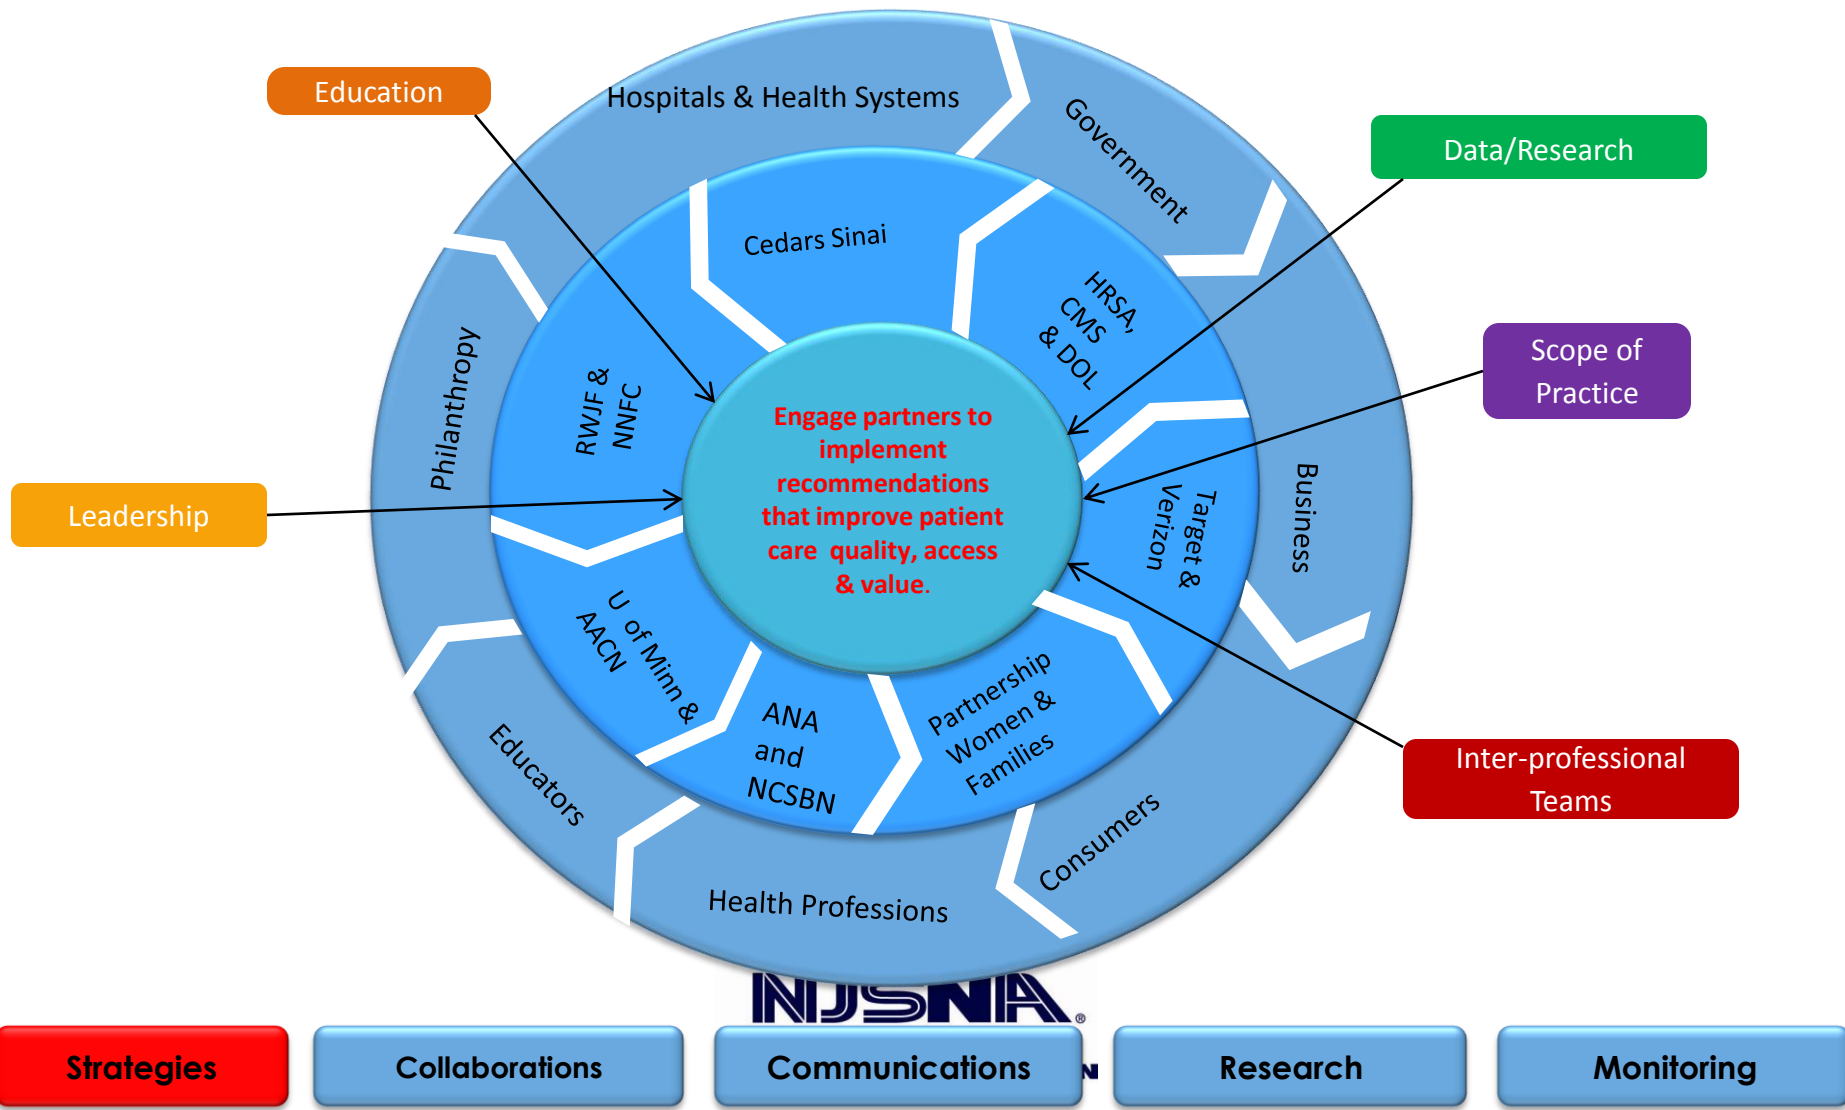 Education
Hospitals & Health Systems
Government
Data/Research
Cedars Sinai
HRSA,
CMS
& DOL
Scope of
Practice
Philanthropy
RWJF &
NNFC
Engage partners to
implement
recommendations
that improve patient
care quality, access
& value.
Target &
Verizon
Business
Leadership
U of Minn &
AACN
ANA
and
NCSBN
Partnership
Women &
Families
Inter-professional
Teams
Educators
Consumers
Health Professions
NJSNA®
Strategies
Collaborations
Communications
N
Research
Monitoring